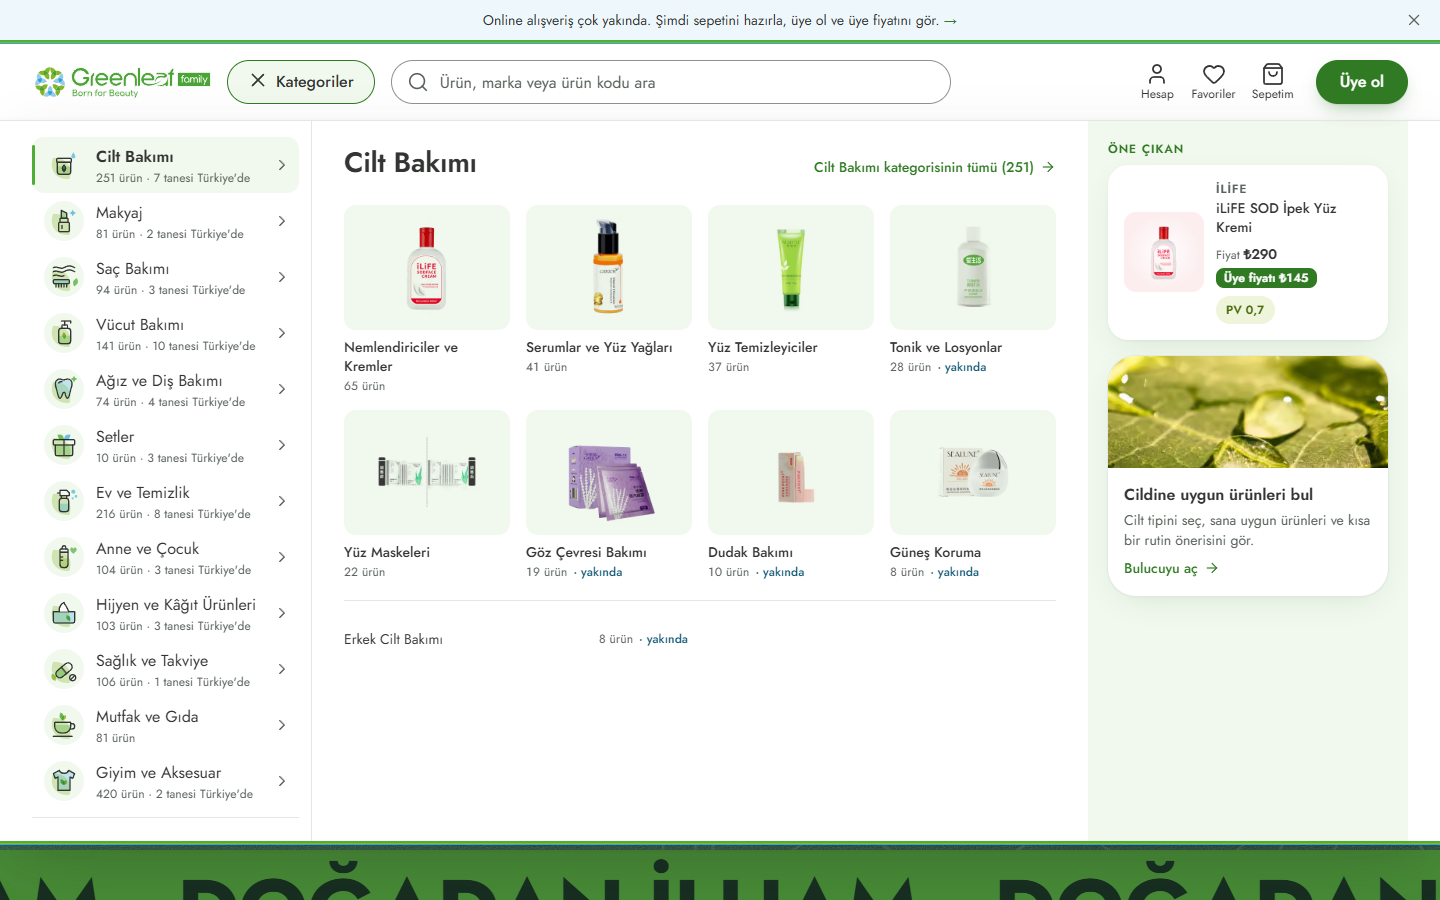 Online alışveriş çok yakında. Şimdi sepetini hazırla, üye ol ve üye fiyatını gör. →
Greenleaf family
Born for Beauty
Kategoriler
Ürün, marka veya ürün kodu ara
Hesap
Favoriler
Sepetim
Üye ol
Cilt Bakımı
251 ürün · 7 tanesi Türkiye'de
Makyaj
81 ürün · 2 tanesi Türkiye'de
Saç Bakımı
94 ürün · 3 tanesi Türkiye'de
Vücut Bakımı
141 ürün · 10 tanesi Türkiye'de
Ağız ve Diş Bakımı
74 ürün · 4 tanesi Türkiye'de
Setler
10 ürün · 3 tanesi Türkiye'de
Ev ve Temizlik
216 ürün · 8 tanesi Türkiye'de
Anne ve Çocuk
104 ürün · 3 tanesi Türkiye'de
Hijyen ve Kâğıt Ürünleri
103 ürün · 3 tanesi Türkiye'de
Sağlık ve Takviye
106 ürün · 1 tanesi Türkiye'de
Mutfak ve Gıda
81 ürün
Giyim ve Aksesuar
420 ürün · 2 tanesi Türkiye'de
Cilt Bakımı
Cilt Bakımı kategorisinin tümü (251) →
iLiFE
SODFACE
CREAM
Nemlendiriciler ve
Kremler
65 ürün
Serumlar ve Yüz Yağları
41 ürün
Yüz Temizleyiciler
37 ürün
Tonik ve Losyonlar
28 ürün · yakında
Yüz Maskeleri
22 ürün
Göz Çevresi Bakımı
19 ürün · yakında
Dudak Bakımı
10 ürün · yakında
SEALUXE
Güneş Koruma
8 ürün · yakında
Erkek Cilt Bakımı
8 ürün · yakında
ÖNE ÇIKAN
iLiFE
İLİFE
iLiFE SOD İpek Yüz
Kremi
Fiyat ₺290
Üye fiyatı ₺145
PV 0,7
Cildine uygun ürünleri bul
Cilt tipini seç, sana uygun ürünleri ve kısa
bir rutin önerisini gör.
Bulucuyu aç →
AM DOĞADAN İLHAM DOĞADAN